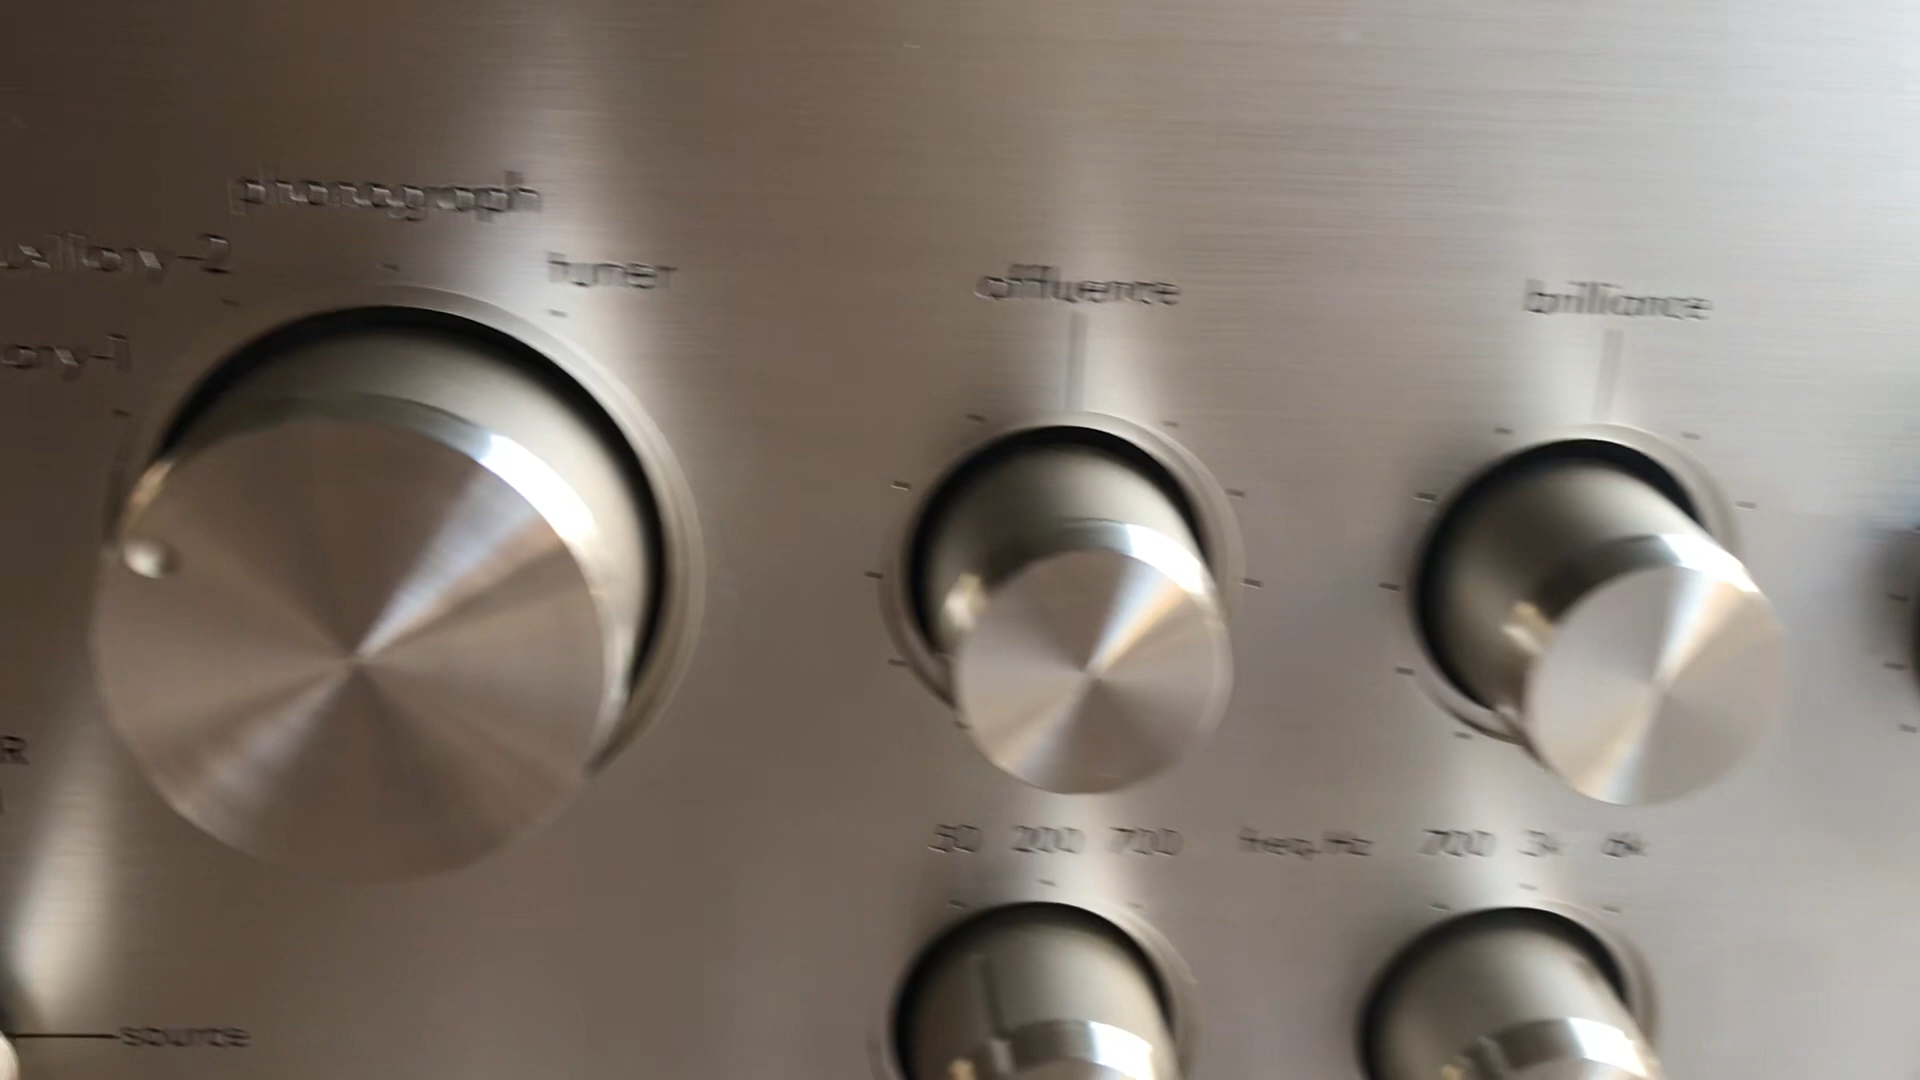 phonograph
tuner
affluence
brilliance
50 200 700 freq.Hz 700 3k 6k
R
source